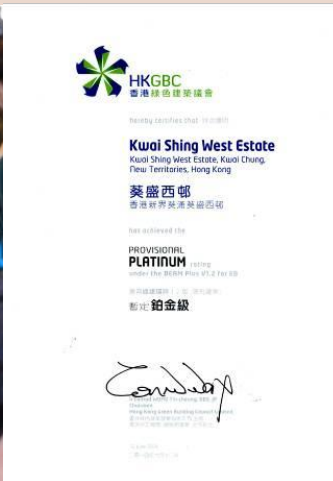 HKGBC
香港綠色建築議會
hereby certifies that
Kwai Shing West Estate
Kwai Shing West Estate, Kwai Chung,
New Territories, Hong Kong
葵盛西邨
香港新界葵涌葵盛西邨
has achieved the
PROVISIONAL
PLATINUM rating
under the BEAM Plus V1.2 for EB
暫定 鉑金級
Chairman
Hong Kong Green Building Council Limited